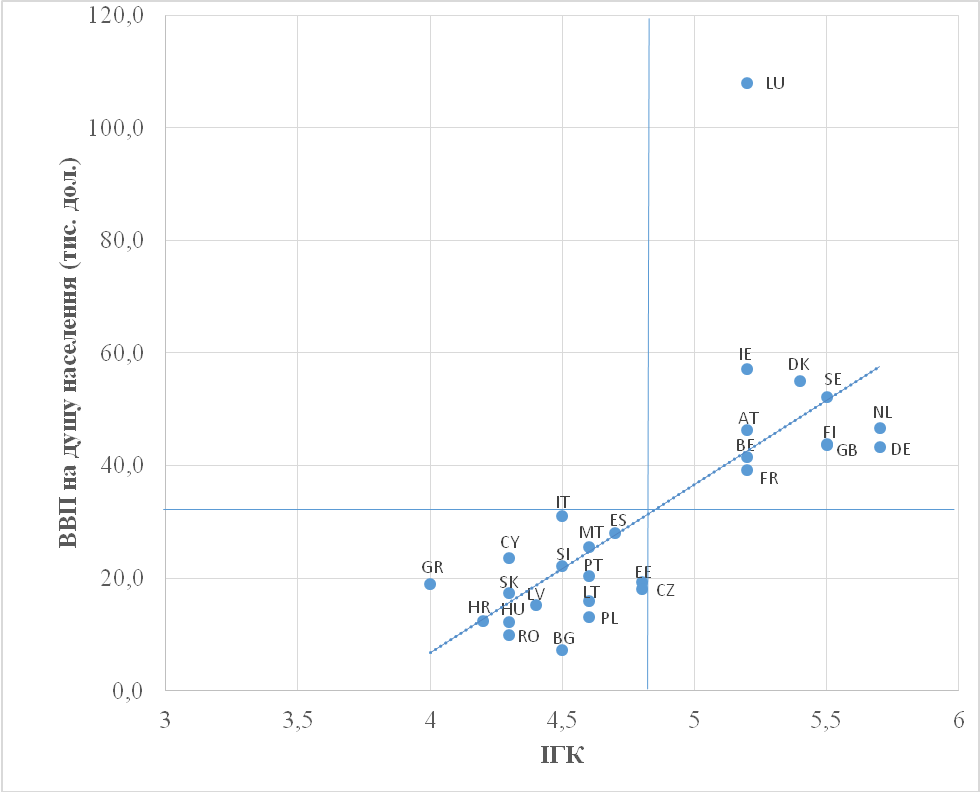 120,0
100,0
80,0
60,0
40,0
20,0
0,0
ВВП на душу населення (тис. дол.)
LU
IE
DK
SE
AT
NL
FI
BE
GB
DE
FR
IT
ES
MT
CY
SI
PT
GR
EE
SK
CZ
LV
LT
HR
HU
PL
RO
BG
3
3,5
4
4,5
5
5,5
6
ІГК